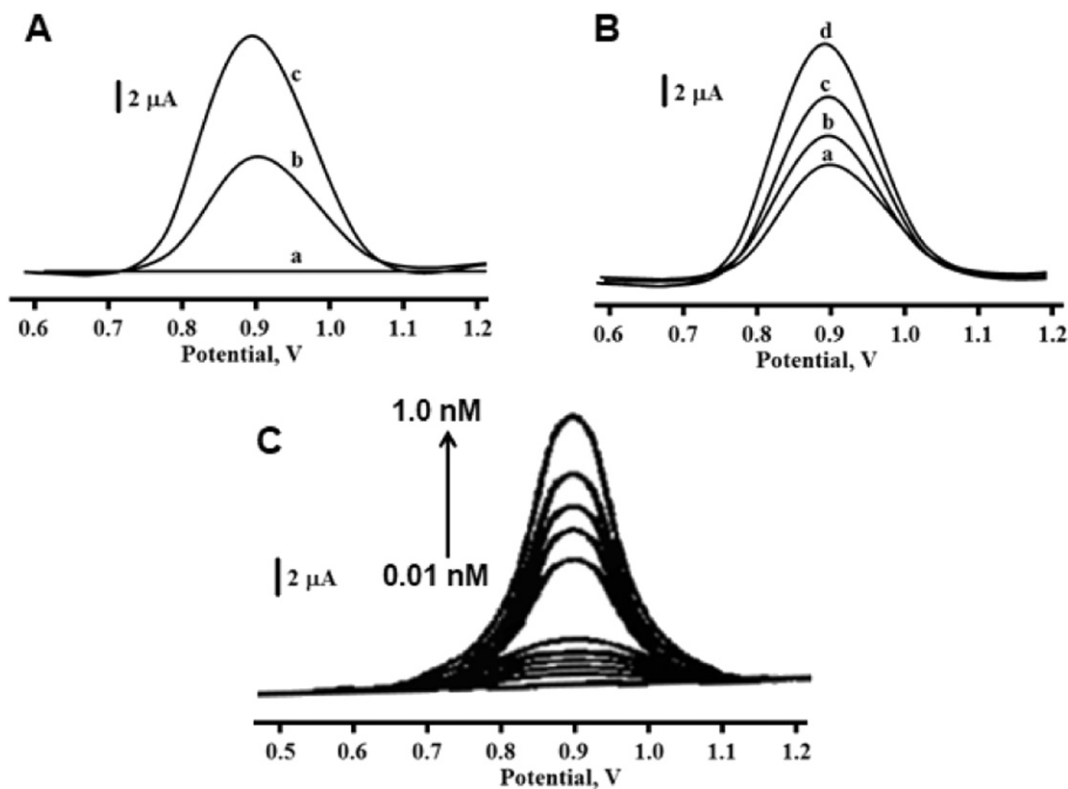 A
c
2 μA
b
a
0.6 0.7 0.8 0.9 1.0 1.1 1.2
Potential, V
B
d
2 μA
c
b
a
0.6 0.7 0.8 0.9 1.0 1.1 1.2
Potential, V
C
1.0 nM
0.01 nM
2 μA
0.5 0.6 0.7 0.8 0.9 1.0 1.1 1.2
Potential, V